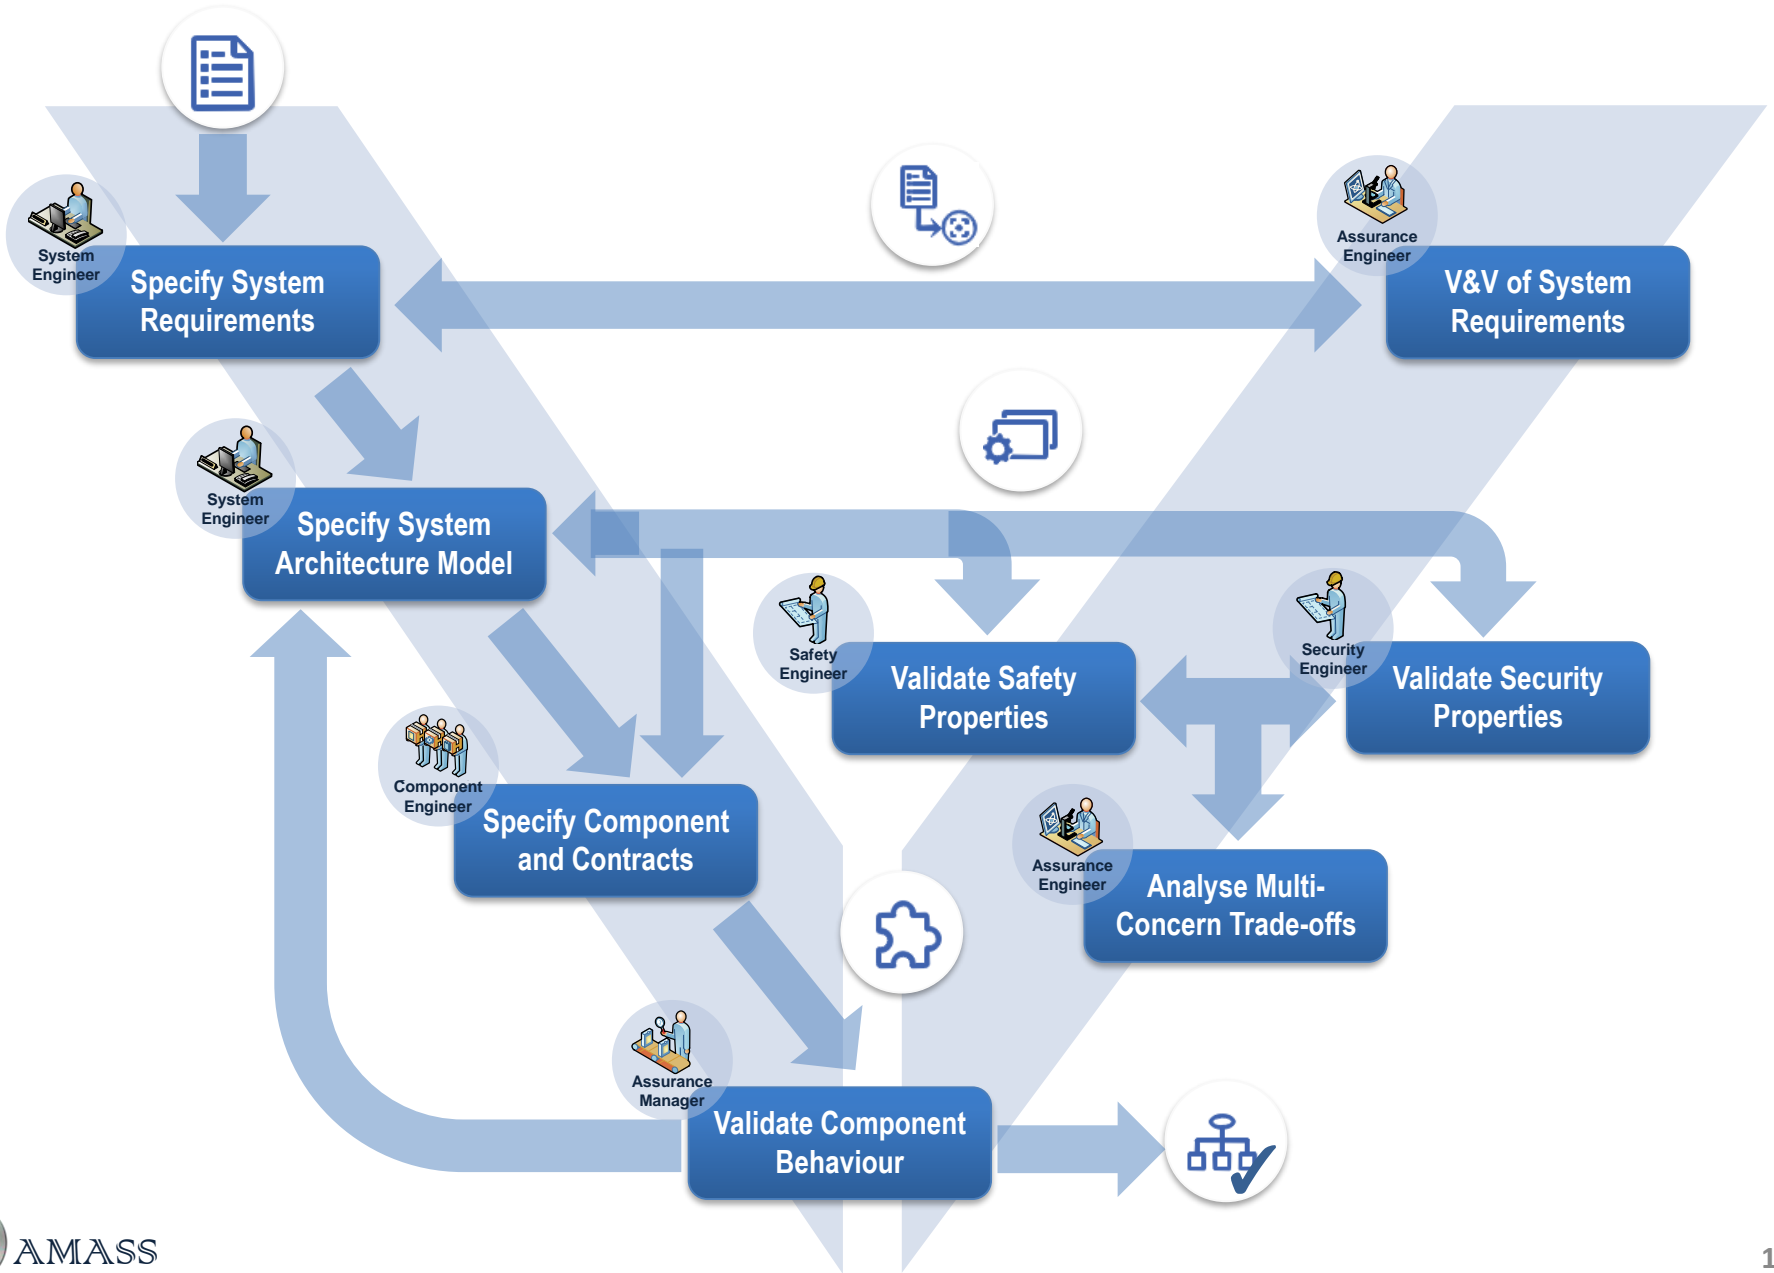 System
Engineer
Specify System
Requirements
Assurance
Engineer
V&V of System
Requirements
System
Engineer
Specify System
Architecture Model
Safety
Engineer
Validate Safety
Properties
Security
Engineer
Validate Security
Properties
Component
Engineer
Specify Component
and Contracts
Assurance
Engineer
Analyse Multi-
Concern Trade-offs
Assurance
Manager
Validate Component
Behaviour
AMASS
1